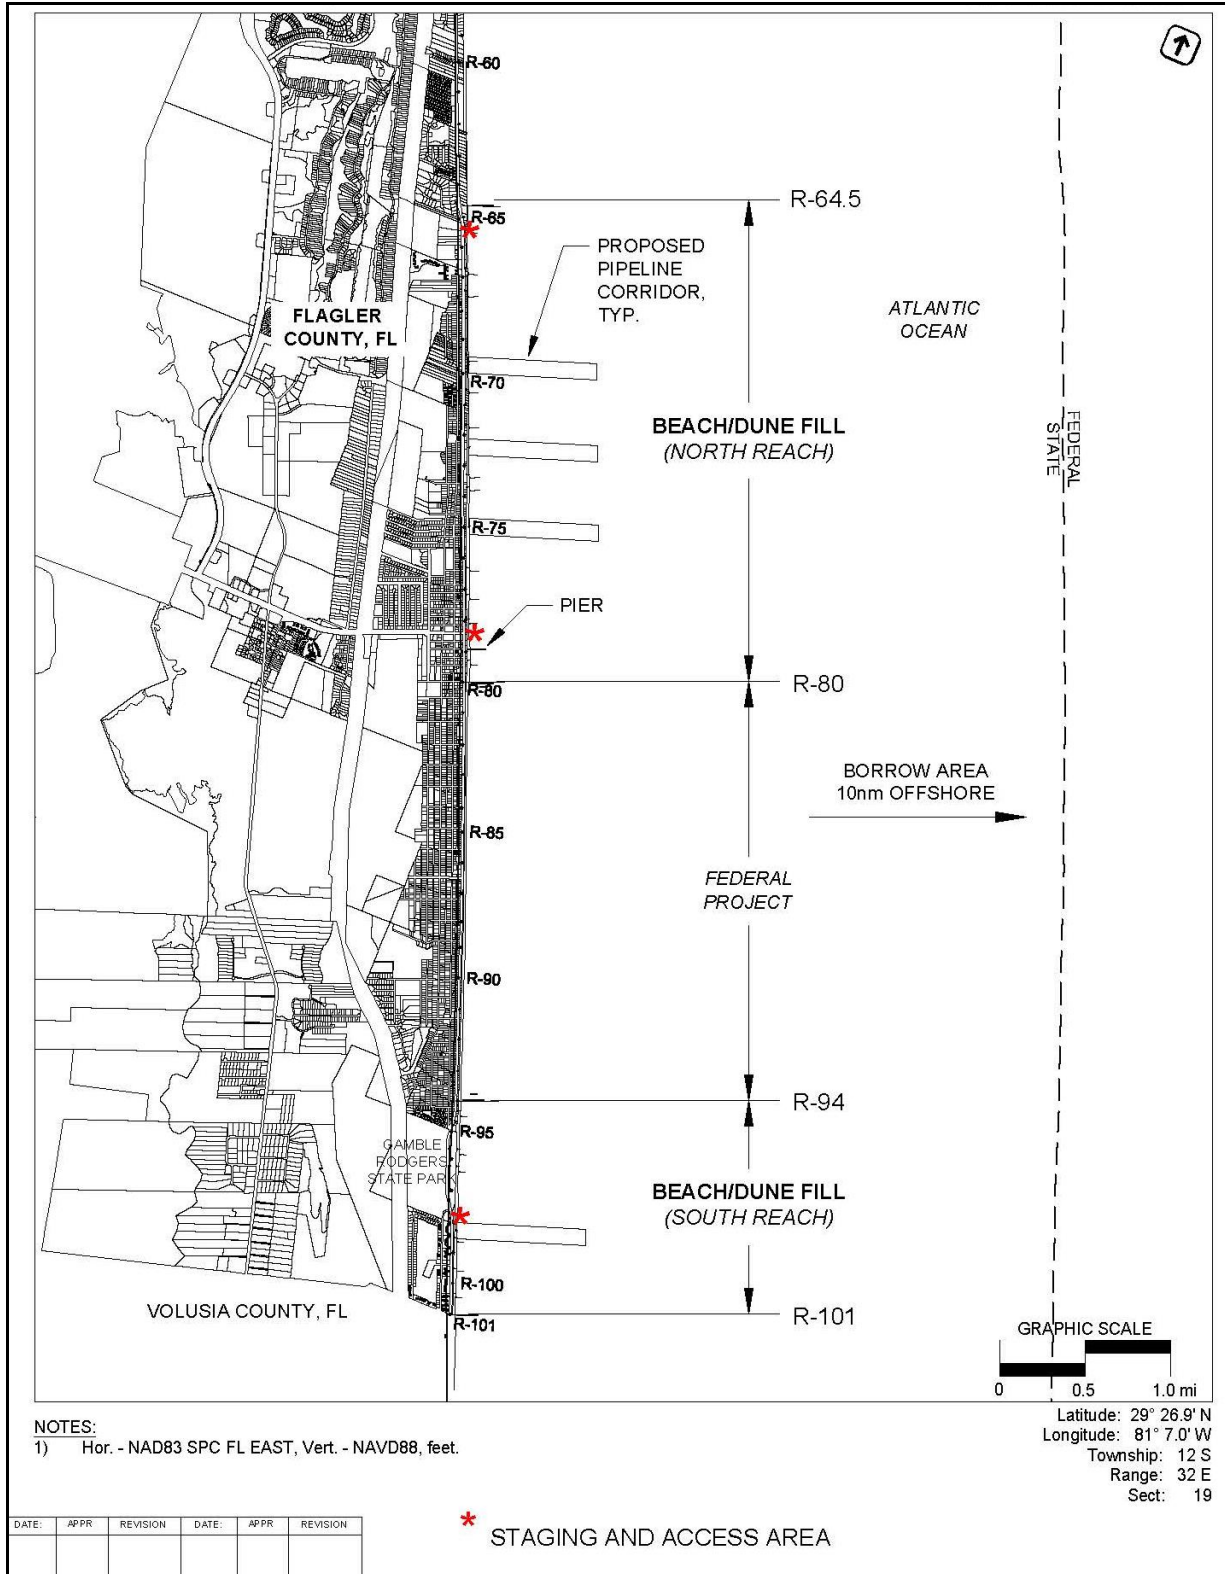 R-60
R-64.5
R-65
PROPOSED
PIPELINE
CORRIDOR,
TYP.
ATLANTIC
OCEAN
FLAGLER
COUNTY, FL
R-70
BEACH/DUNE FILL
(NORTH REACH)
FEDERAL
STATE
R-75
PIER
R-80
R-80
BORROW AREA
10nm OFFSHORE
R-85
FEDERAL
PROJECT
R-90
R-94
R-95
GAMBLE
RODGERS
STATE PARK
BEACH/DUNE FILL
(SOUTH REACH)
R-100
VOLUSIA COUNTY, FL
R-101
R-101
GRAPHIC SCALE
0 0.5 1.0 mi
Latitude: 29° 26.9' N
Longitude: 81° 7.0' W
Township: 12 S
Range: 32 E
Sect: 19
NOTES:
1) Hor. - NAD83 SPC FL EAST, Vert. - NAVD88, feet.
DATE: APPR REVISION DATE: APPR REVISION
* STAGING AND ACCESS AREA